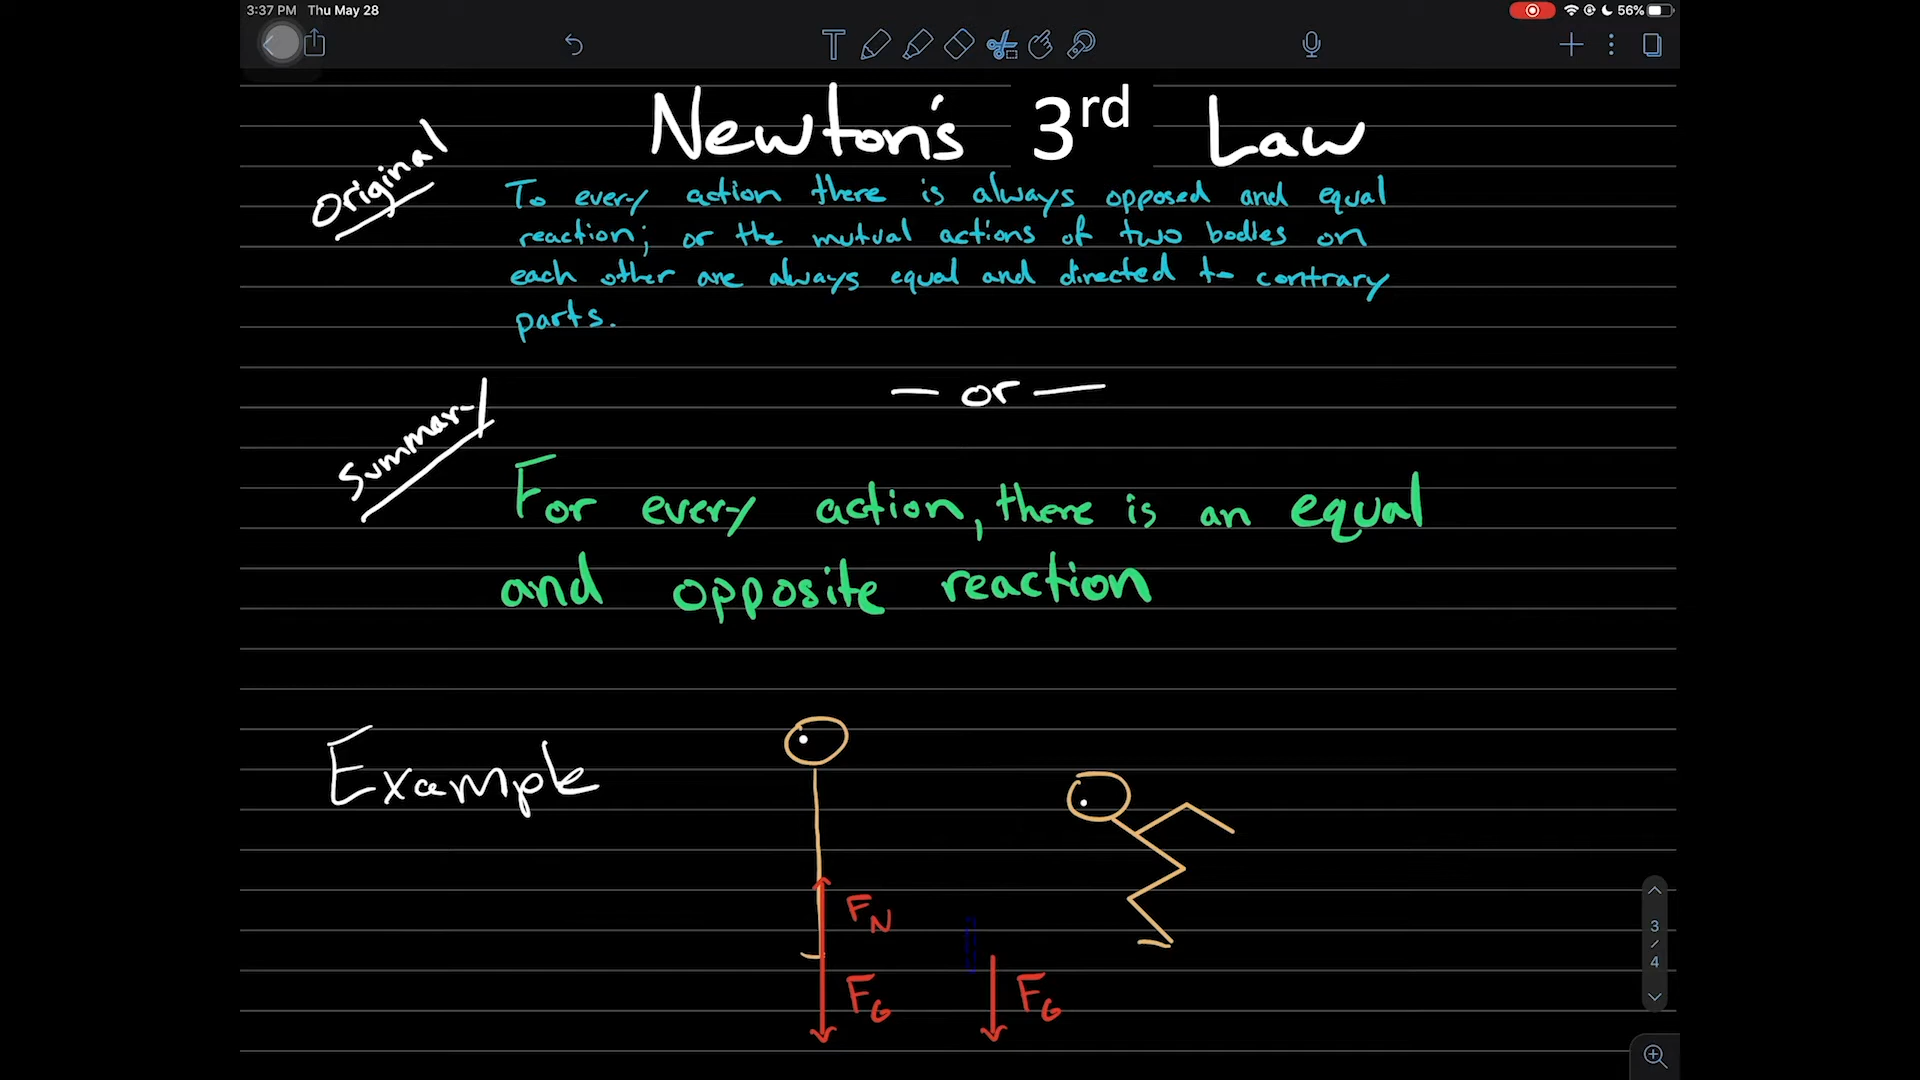 3:37 PM Thu May 28
56%
Newton's 3rd Law
Original
To every action there is always opposed and equal
reaction; or the mutual actions of two bodies on
each other are always equal and directed to contrary
parts.
— or —
Summary
For every action, there is an equal
and opposite reaction
Example
FN
FG
FG
3
/
4